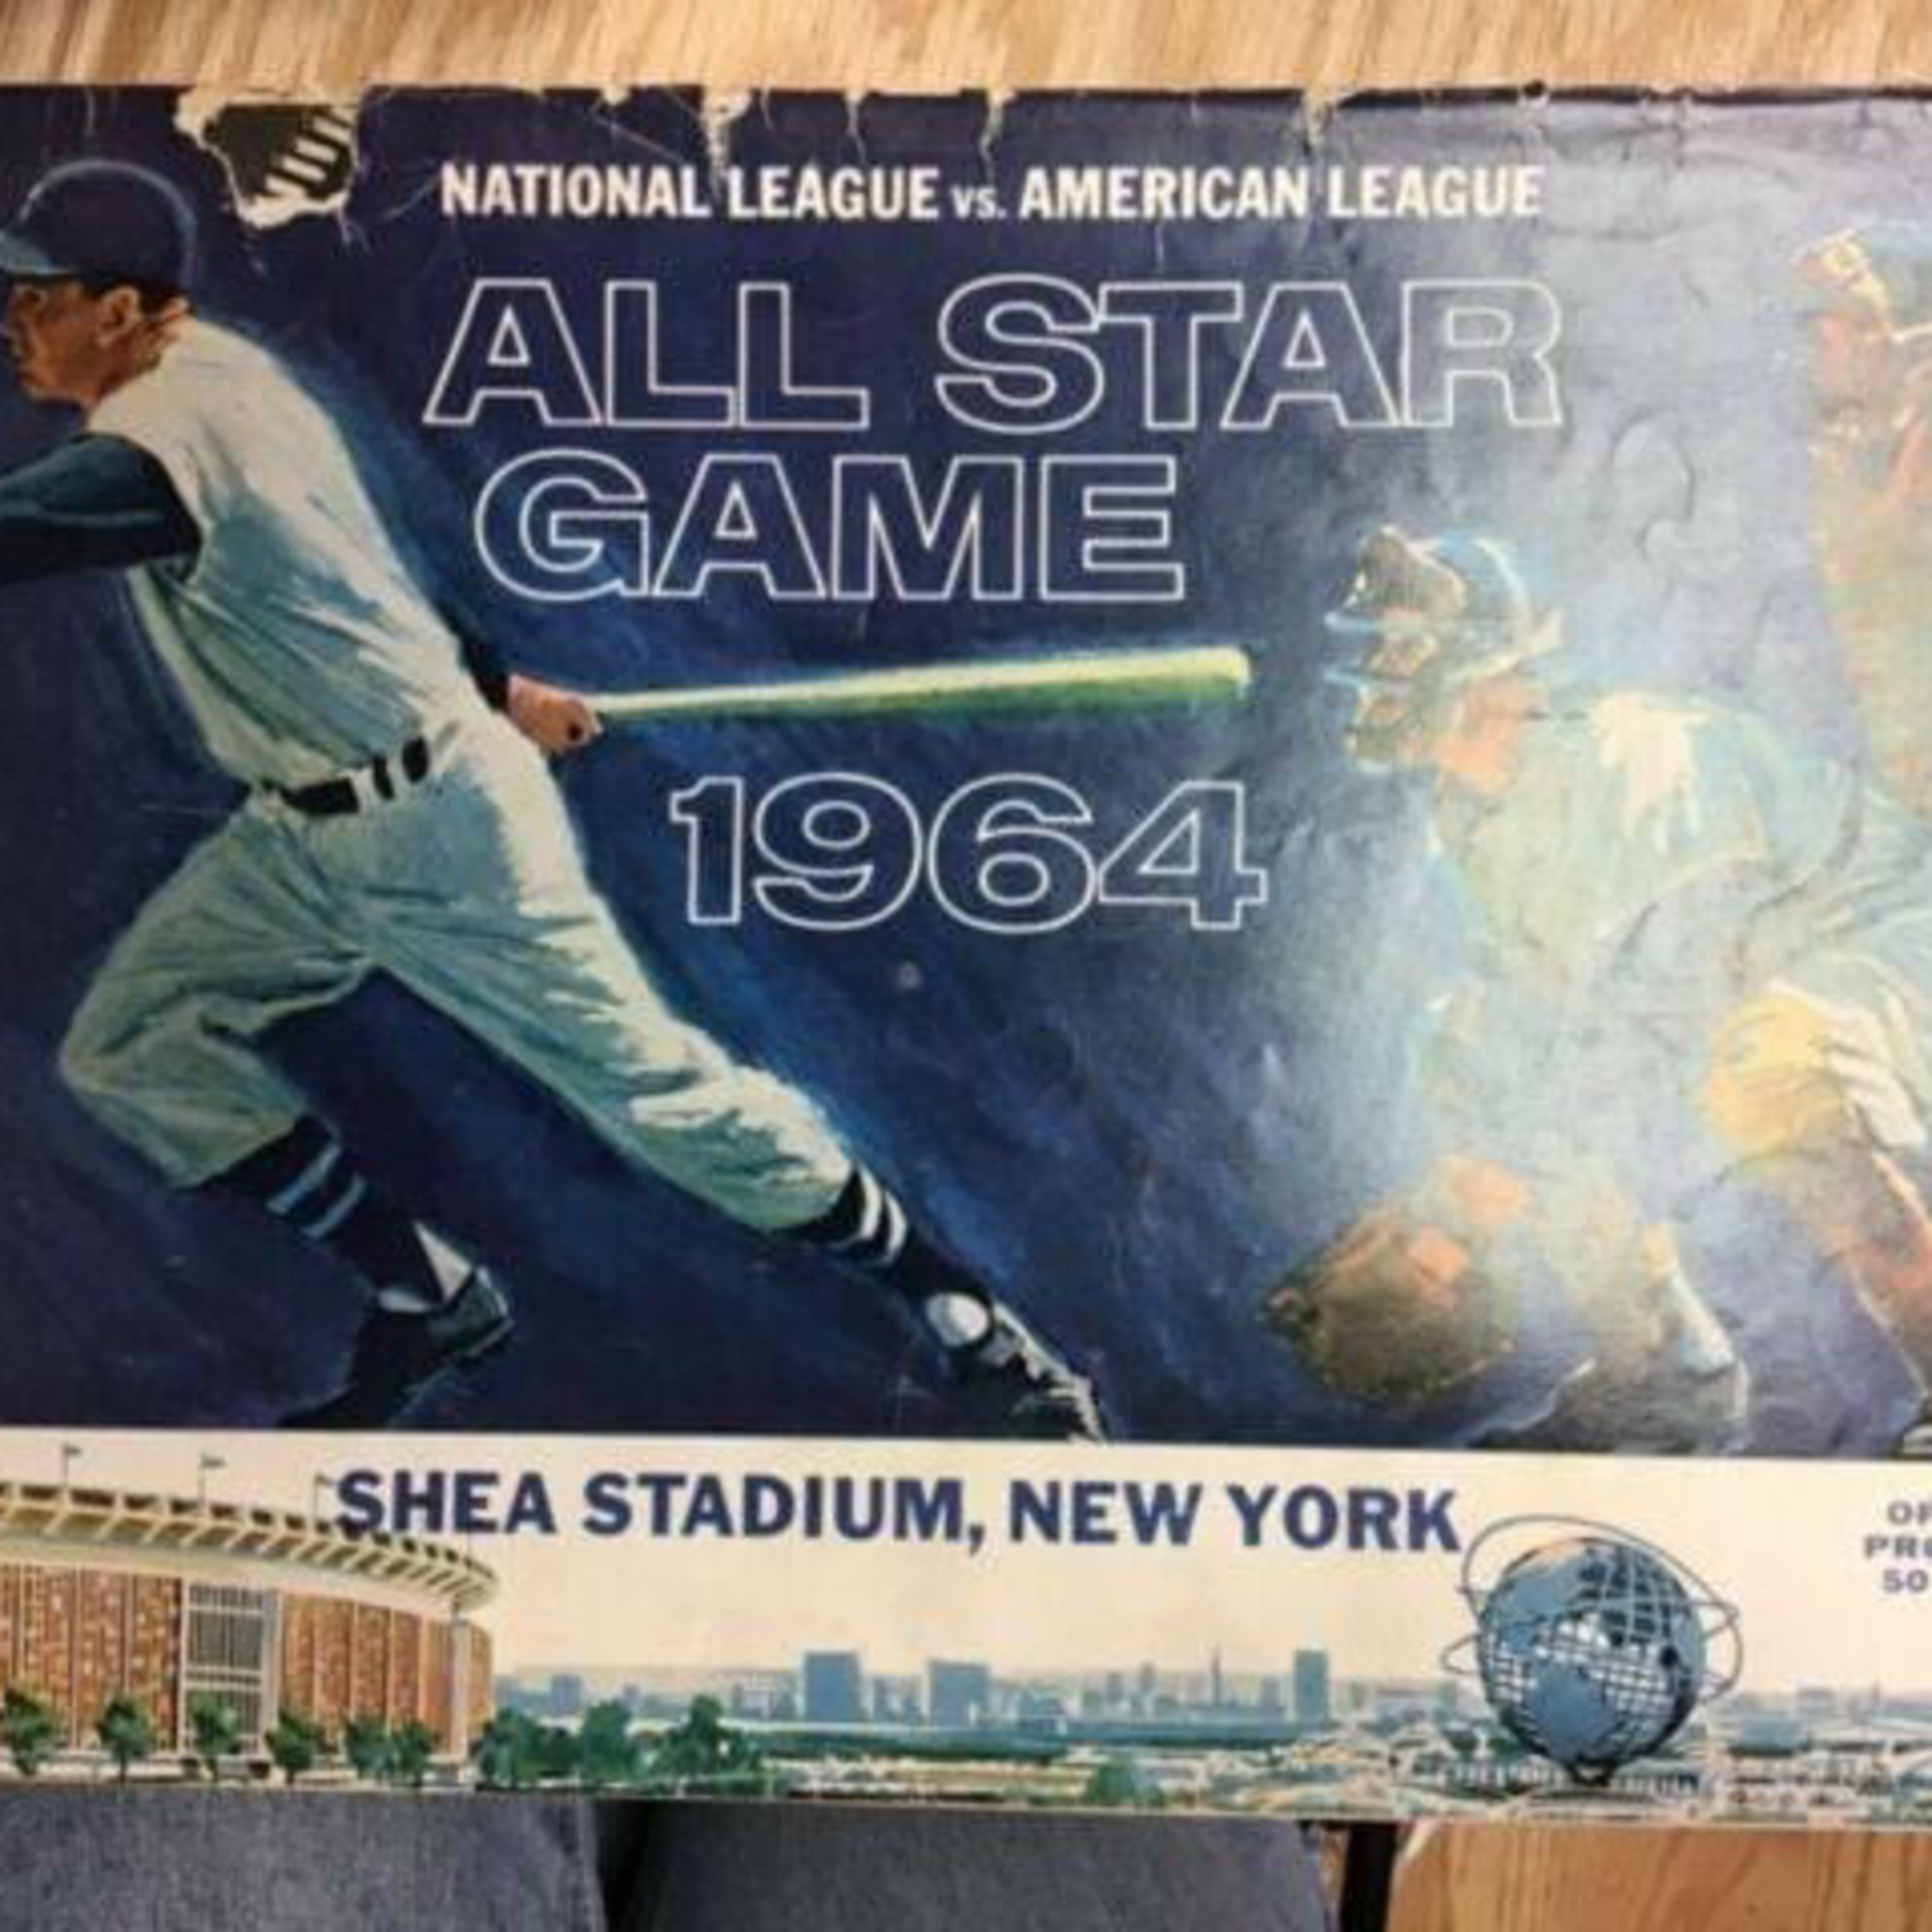 NATIONAL LEAGUE vs. AMERICAN LEAGUE
ALL STAR
GAME
1964
SHEA STADIUM, NEW YORK